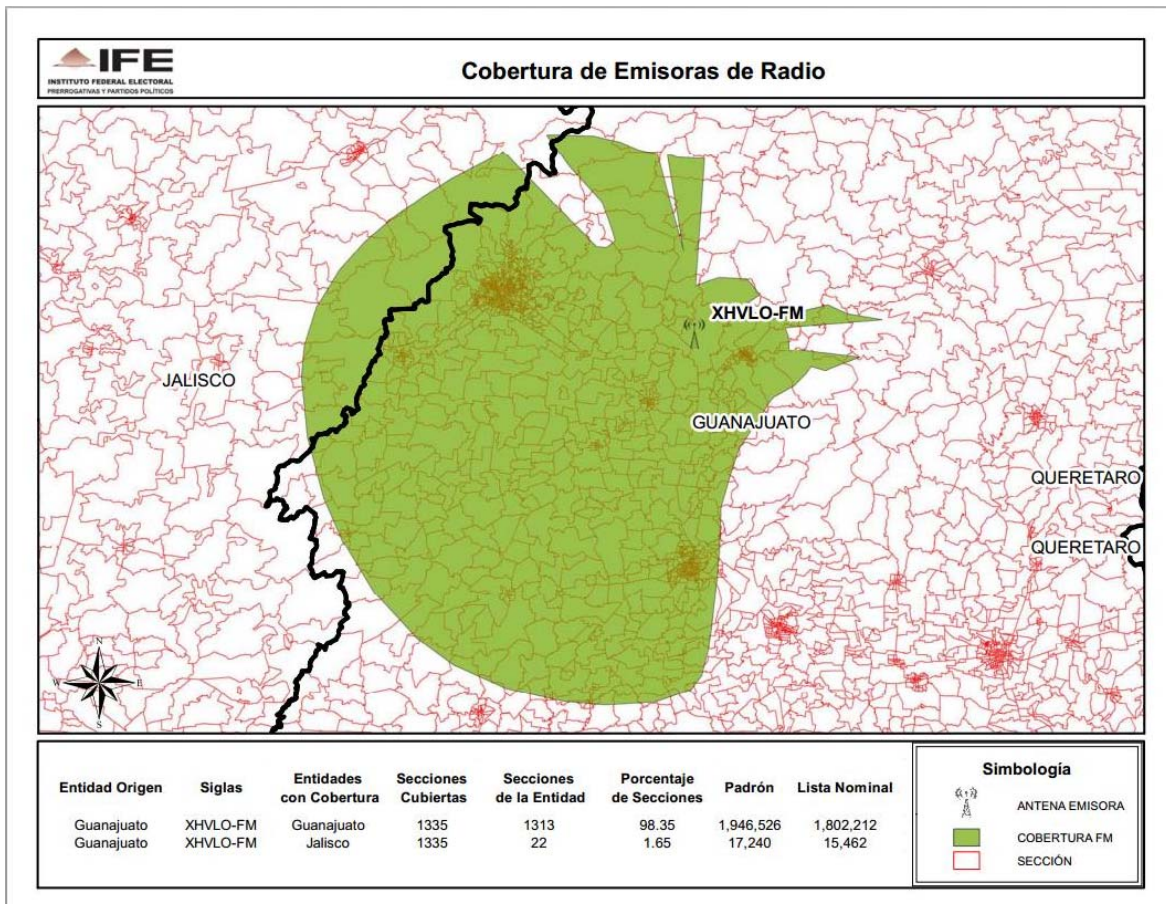 IFE
INSTITUTO FEDERAL ELECTORAL
PRERROGATIVAS Y PARTIDOS POLÍTICOS
Cobertura de Emisoras de Radio
XHVLO-FM
JALISCO
GUANAJUATO
QUERETARO
QUERETARO
N
W E
S
Entidad Origen Siglas Entidades con Cobertura Secciones Cubiertas Secciones de la Entidad Porcentaje de Secciones Padrón Lista Nominal
Guanajuato XHVLO-FM Guanajuato 1335 1313 98.35 1,946,526 1,802,212
Guanajuato XHVLO-FM Jalisco 1335 22 1.65 17,240 15,462
Simbología
ANTENA EMISORA
COBERTURA FM
SECCIÓN